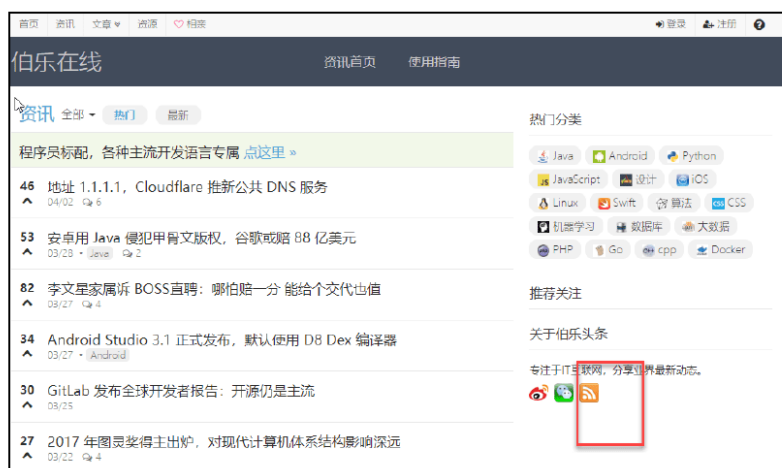 首页 资讯 文章 资源 相亲 登录 注册
伯乐在线 资讯首页 使用指南
资讯 全部 热门 最新
程序员标配，各种主流开发语言专属 点这里 »
46 地址 1.1.1.1，Cloudflare 推新公共 DNS 服务
04/02 6
53 安卓用 Java 侵犯甲骨文版权，谷歌或赔 88 亿美元
03/28 • Java 2
82 李文星家属诉 BOSS直聘：哪怕赔一分 能给个交代也值
03/27 4
34 Android Studio 3.1 正式发布，默认使用 D8 Dex 编译器
03/27 • Android
30 GitLab 发布全球开发者报告：开源仍是主流
03/25
27 2017 年图灵奖得主出炉，对现代计算机体系结构影响深远
03/22 4
热门分类
Java Android Python
JavaScript 设计 iOS
Linux Swift 算法 CSS
机器学习 数据库 大数据
PHP Go cpp Docker
推荐关注
关于伯乐头条
专注于IT互联网，分享业界最新动态。